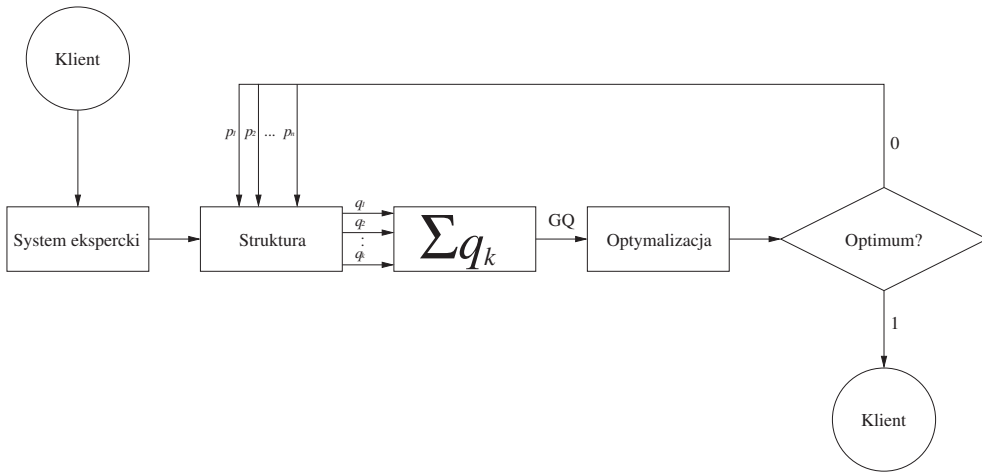 Klient
p1 p2 ... pn
0
q1
System ekspercki
Struktura
q2
:
qk
∑qk
GQ
Optymalizacja
Optimum?
1
Klient